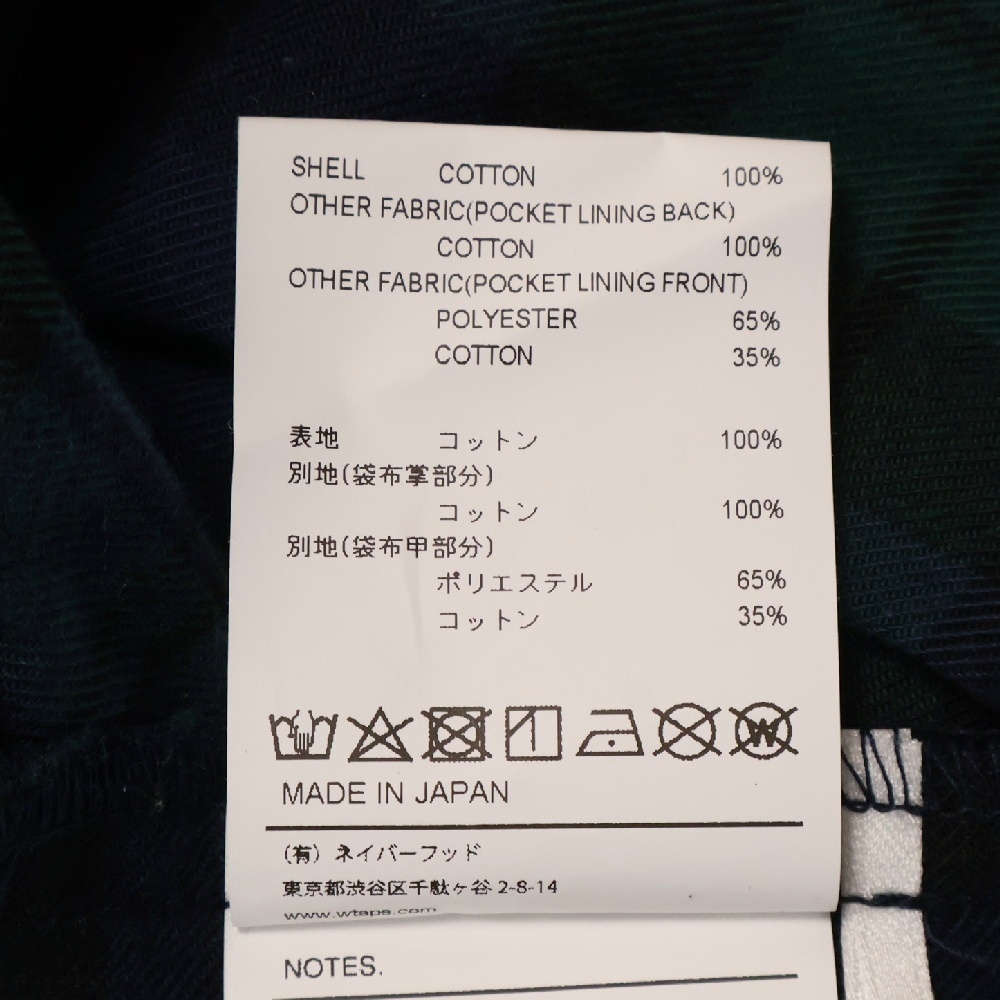 SHELL COTTON 100%
OTHER FABRIC(POCKET LINING BACK)
COTTON 100%
OTHER FABRIC(POCKET LINING FRONT)
POLYESTER 65%
COTTON 35%
表地 コットン 100%
別地(袋布掌部分)
コットン 100%
別地(袋布甲部分)
ポリエステル 65%
コットン 35%
W
MADE IN JAPAN
(有) ネイバーフッド
東京都渋谷区千駄ヶ谷 2-8-14
www.wtaps.com
NOTES.